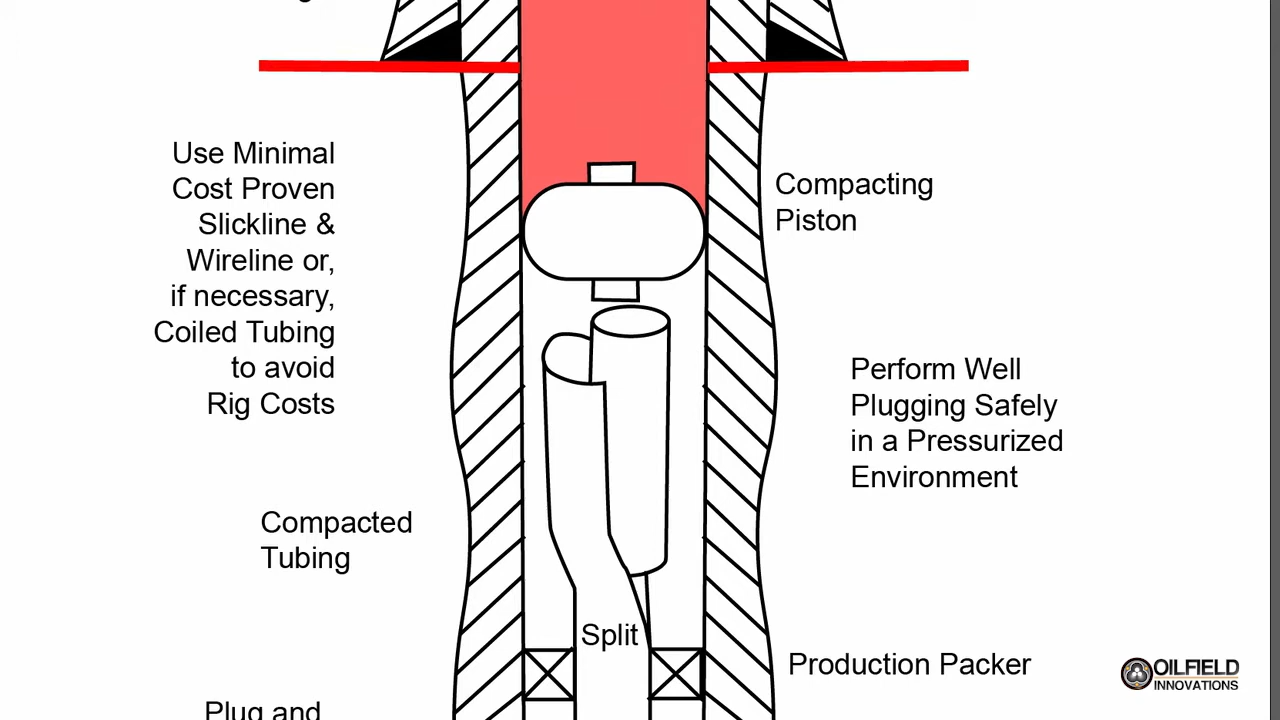 Use Minimal
Cost Proven
Slickline &
Wireline or,
if necessary,
Coiled Tubing
to avoid
Rig Costs
Compacting
Piston
Perform Well
Plugging Safely
in a Pressurized
Environment
Compacted
Tubing
Split
Production Packer
Plug and
OILFIELD
INNOVATIONS